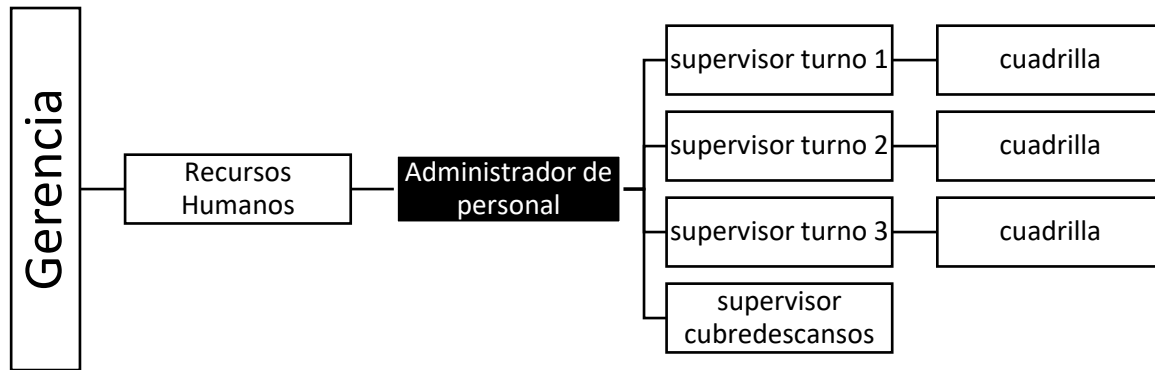 Gerencia
Recursos
Humanos
Administrador de
personal
supervisor turno 1
cuadrilla
supervisor turno 2
cuadrilla
supervisor turno 3
cuadrilla
supervisor
cubredescansos